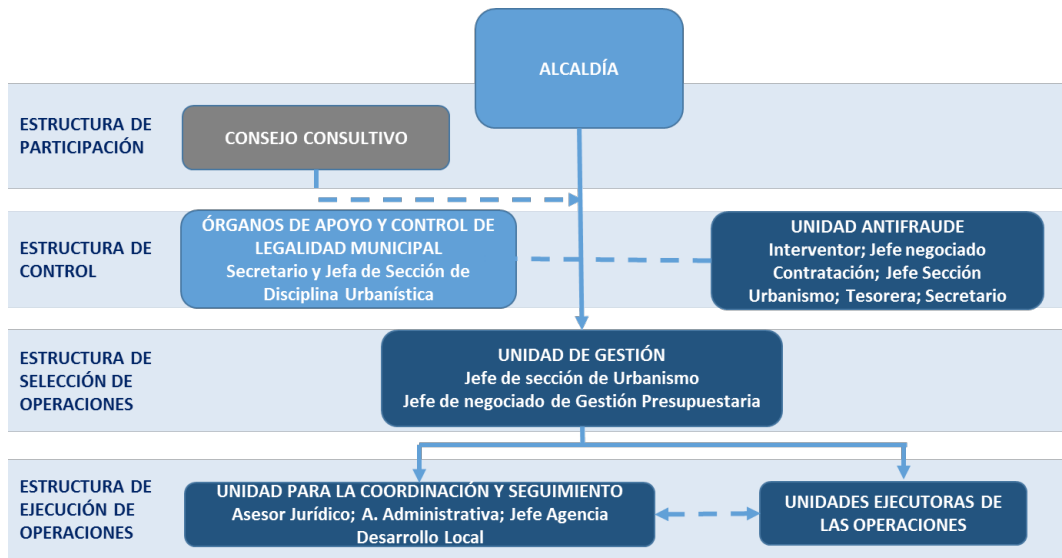 ALCALDÍA
ESTRUCTURA DE
PARTICIPACIÓN
CONSEJO CONSULTIVO
ESTRUCTURA DE
CONTROL
ÓRGANOS DE APOYO Y CONTROL DE
LEGALIDAD MUNICIPAL
Secretario y Jefa de Sección de
Disciplina Urbanística
UNIDAD ANTIFRAUDE
Interventor; Jefe negociado
Contratación; Jefe Sección
Urbanismo; Tesorera; Secretario
ESTRUCTURA DE
SELECCIÓN DE
OPERACIONES
UNIDAD DE GESTIÓN
Jefe de sección de Urbanismo
Jefe de negociado de Gestión Presupuestaria
ESTRUCTURA DE
EJECUCIÓN DE
OPERACIONES
UNIDAD PARA LA COORDINACIÓN Y SEGUIMIENTO
Asesor Jurídico; A. Administrativa; Jefe Agencia
Desarrollo Local
UNIDADES EJECUTORAS DE
LAS OPERACIONES